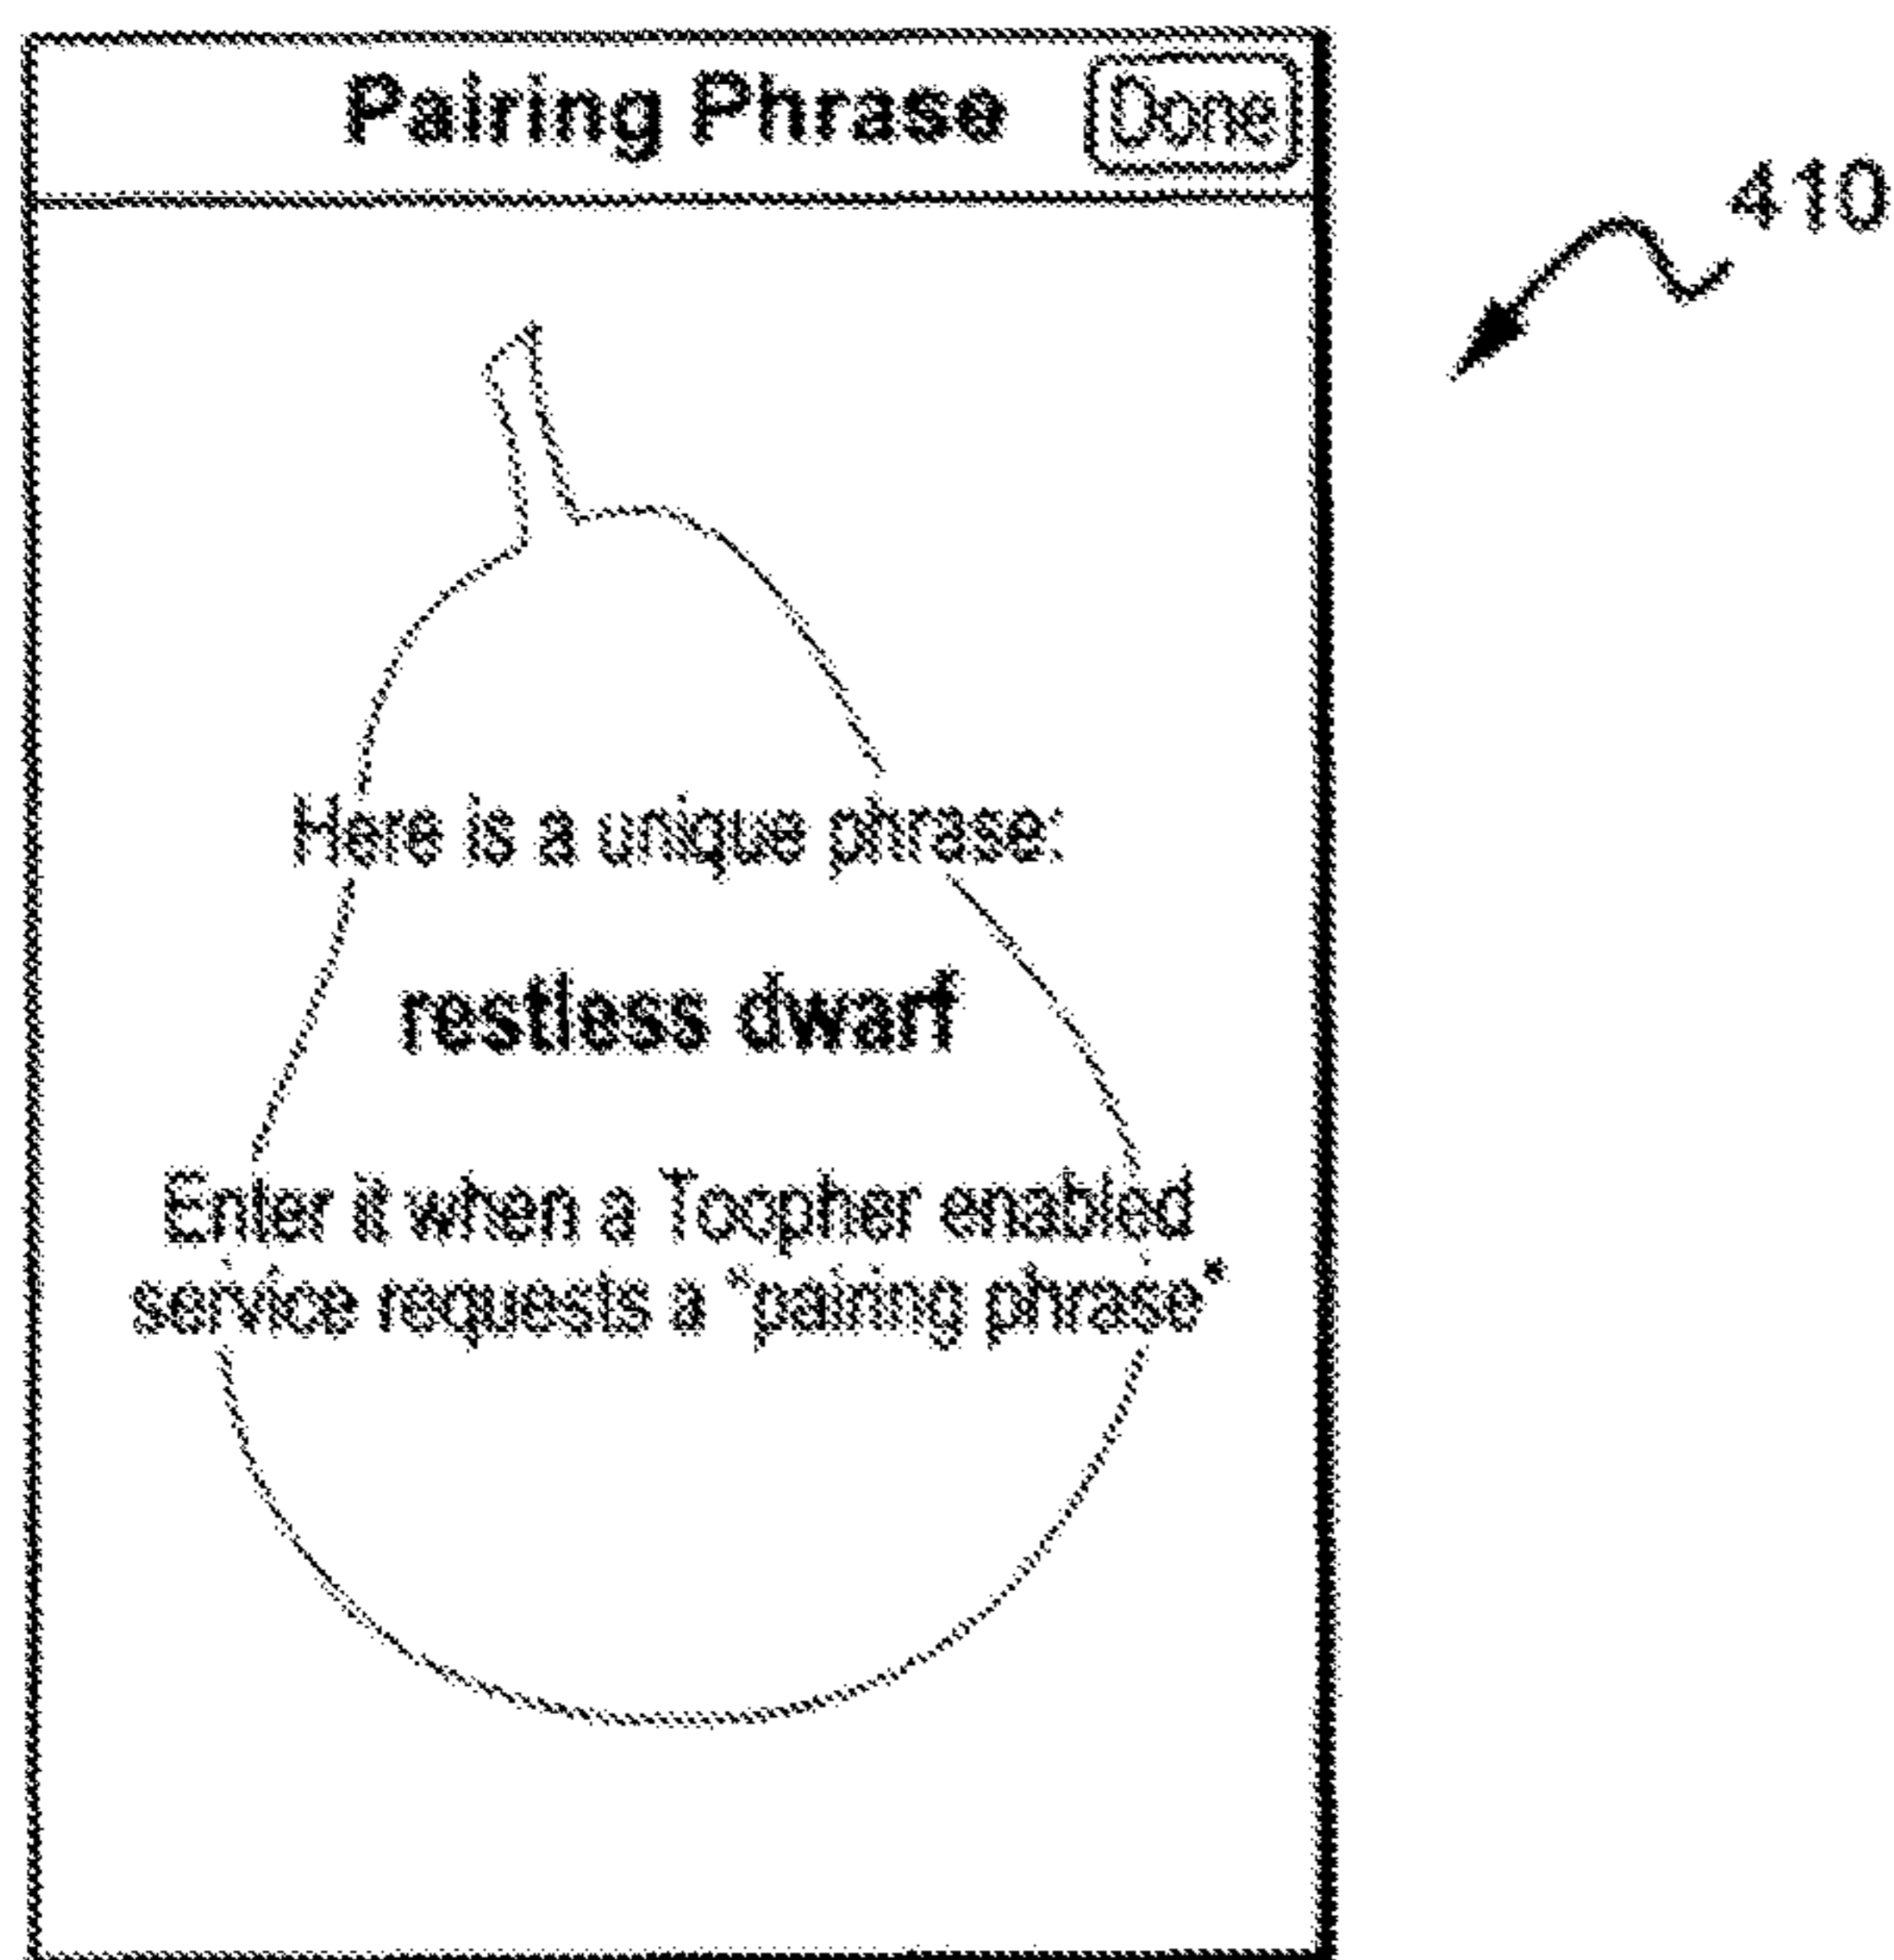 Pairing Phrase Done
410
Here is a unique phrase:
restless dwarf
Enter it when a Toopher enabled
service requests a "pairing phrase"